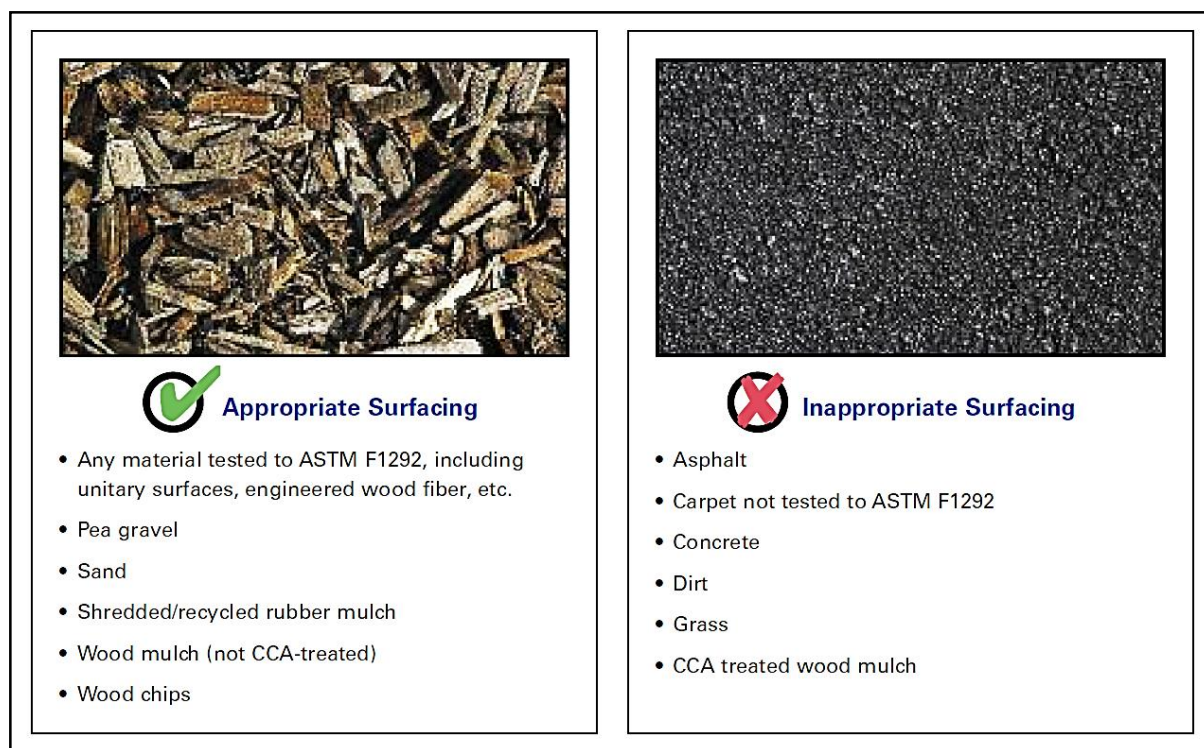 Appropriate Surfacing
• Any material tested to ASTM F1292, including
unitary surfaces, engineered wood fiber, etc.
• Pea gravel
• Sand
• Shredded/recycled rubber mulch
• Wood mulch (not CCA-treated)
• Wood chips
Inappropriate Surfacing
• Asphalt
• Carpet not tested to ASTM F1292
• Concrete
• Dirt
• Grass
• CCA treated wood mulch